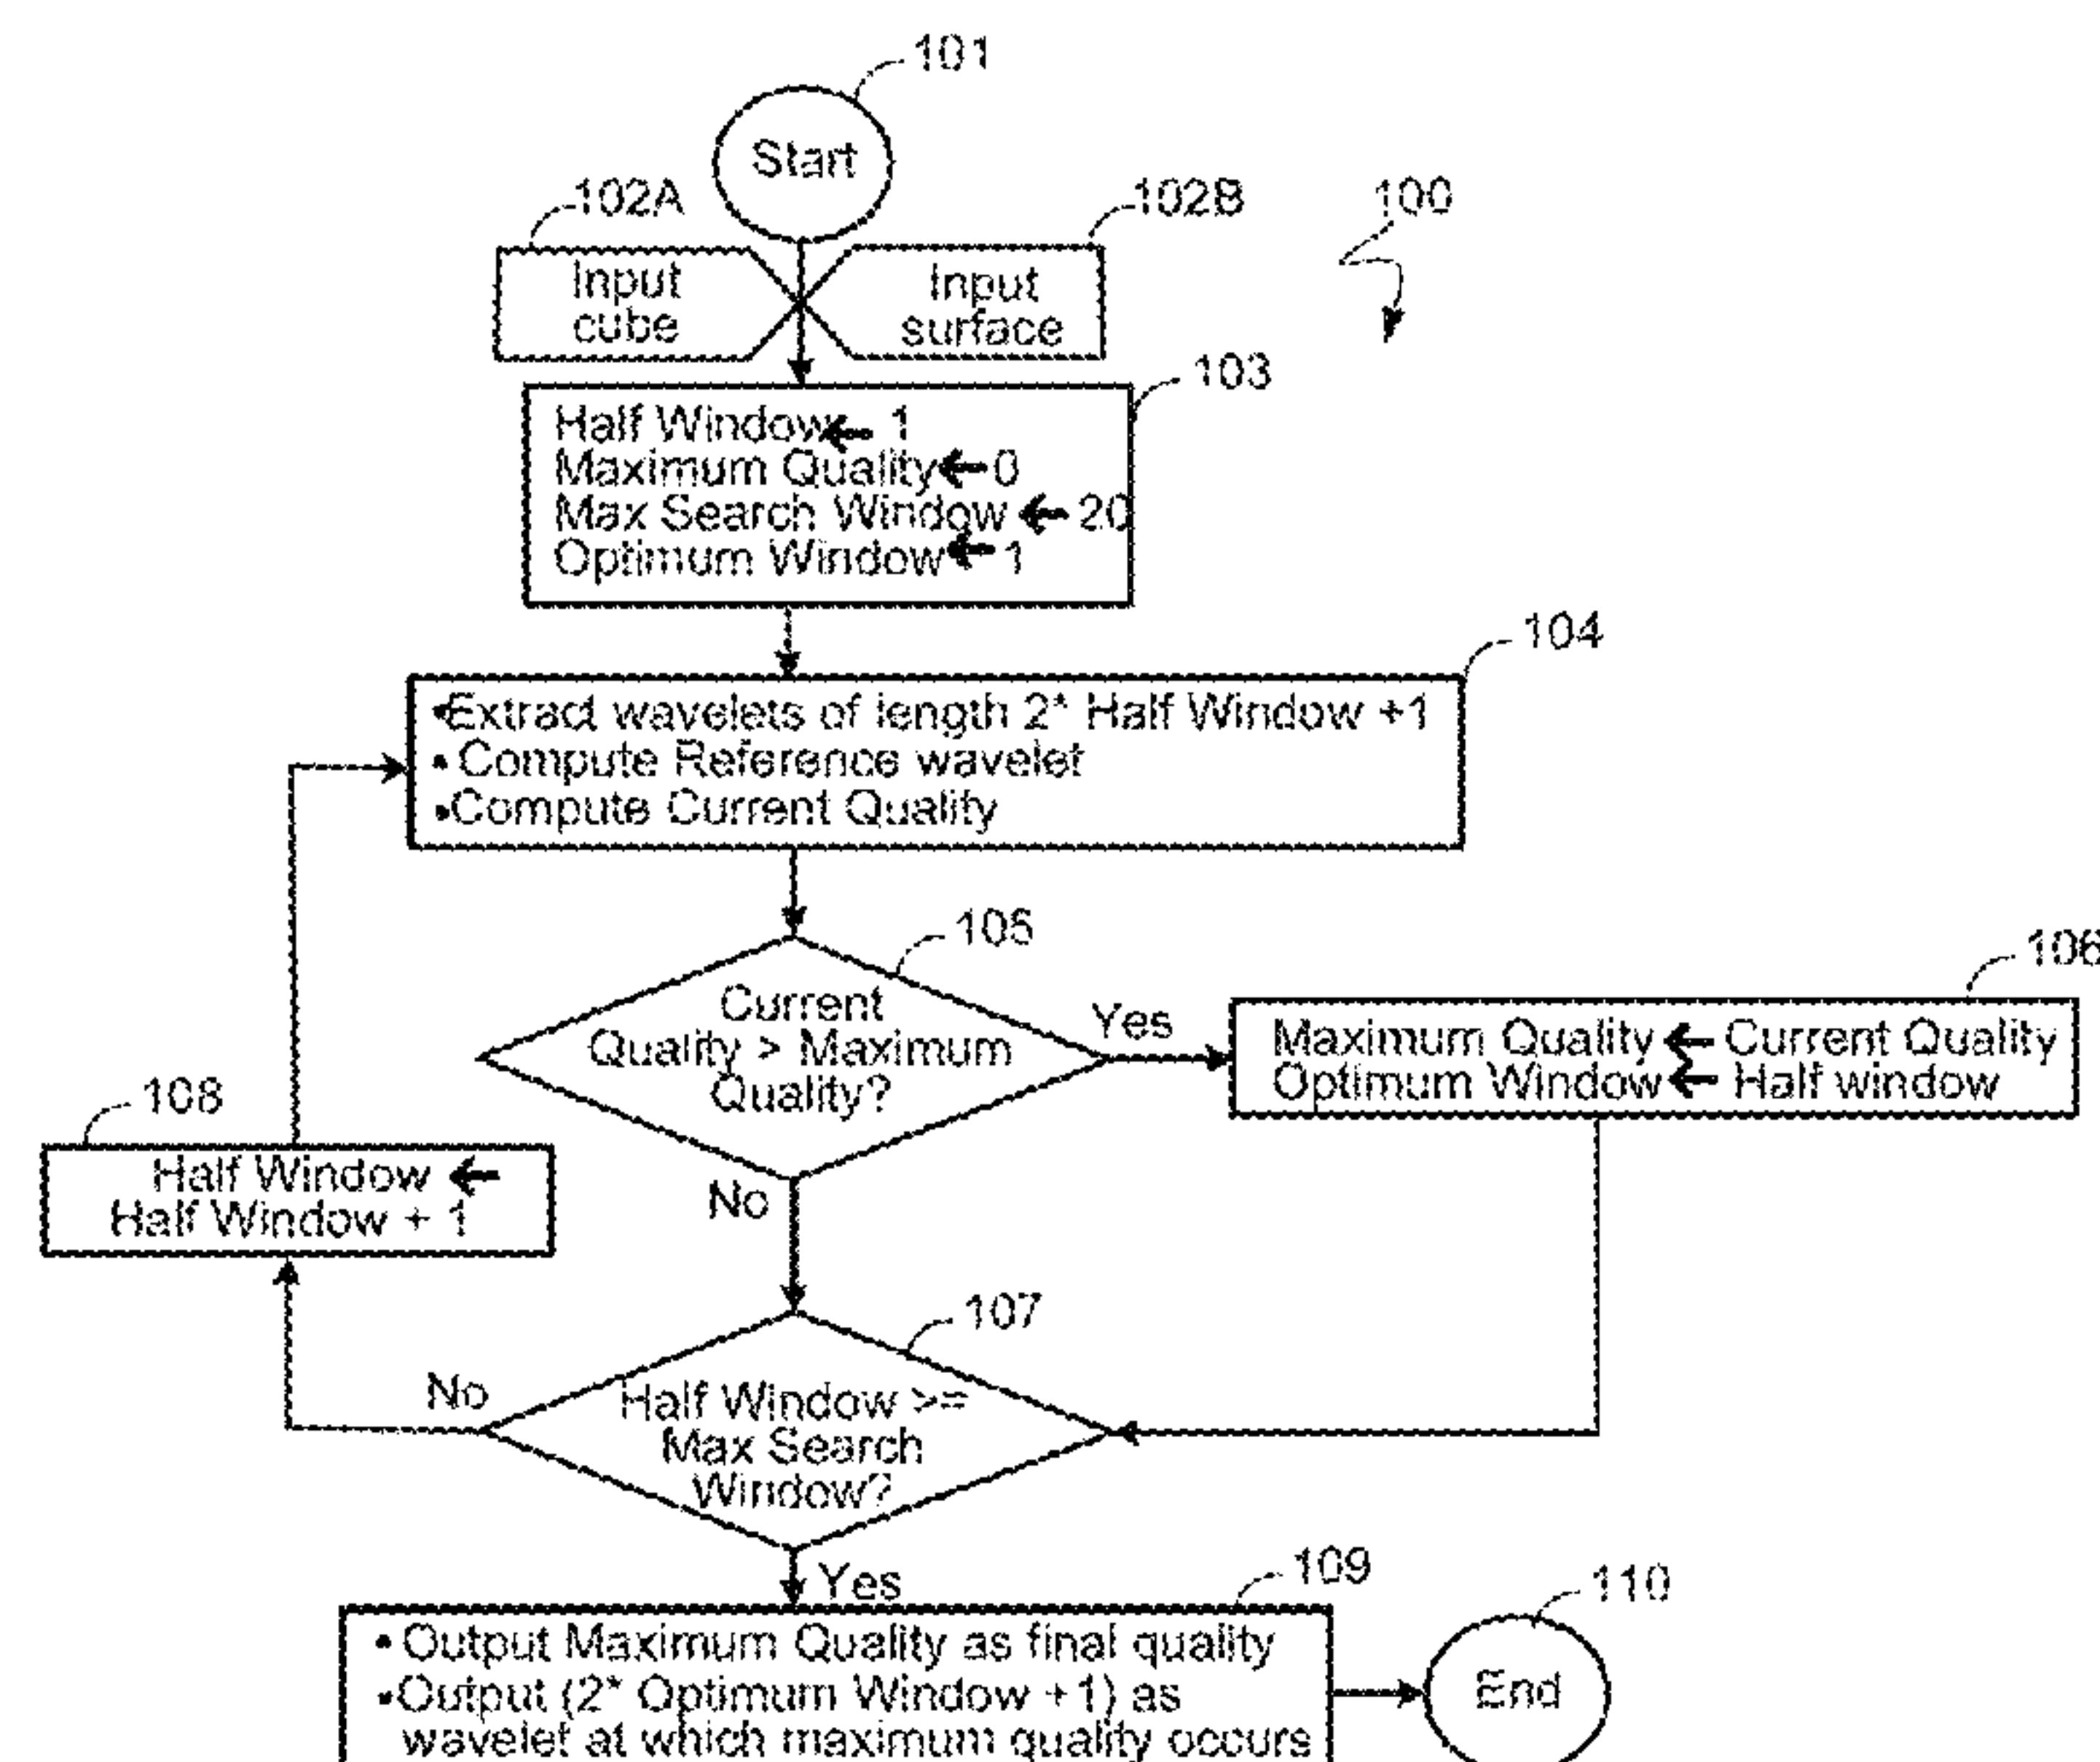 101
Start
102A
102B
100
Input
cube
Input
surface
103
Half Window ← 1
Maximum Quality ← 0
Max Search Window ← 20
Optimum Window ← 1
104
• Extract wavelets of length 2* Half Window +1
• Compute Reference wavelet
• Compute Current Quality
105
Current
Quality > Maximum
Quality?
Yes
No
106
Maximum Quality ← Current Quality
Optimum Window ← Half window
108
Half Window ←
Half Window + 1
107
Half Window >=
Max Search
Window?
No
Yes
109
• Output Maximum Quality as final quality
• Output (2* Optimum Window +1) as
wavelet at which maximum quality occurs
110
End